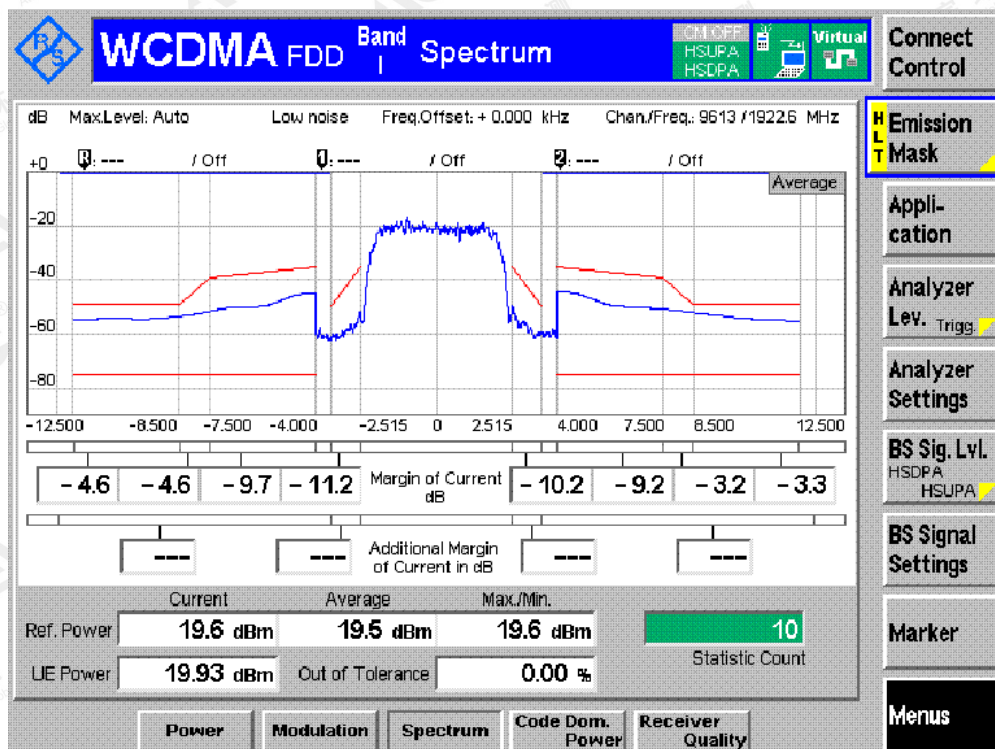 R S
WCDMA FDD Band I Spectrum
CM OFF
HSUPA
HSDPA
Virtual
Connect Control
dB Max.Level: Auto Low noise Freq.Offset: + 0.000 kHz Chan./Freq.: 9613 / 1922.6 MHz
H L T
Emission Mask
+0 R: --- / Off 1: --- / Off 2: --- / Off
Average
-20
-40
-60
-80
-12.500 -8.500 -7.500 -4.000 -2.515 0 2.515 4.000 7.500 8.500 12.500
Appli-cation
Analyzer Lev. Trigg.
Analyzer Settings
BS Sig. Lvl.
HSDPA
HSUPA
- 4.6 - 4.6 - 9.7 - 11.2 Margin of Current dB - 10.2 - 9.2 - 3.2 - 3.3
--- --- Additional Margin of Current in dB --- ---
BS Signal Settings
Current Average Max./Min.
Ref. Power 19.6 dBm 19.5 dBm 19.6 dBm 10
Statistic Count
UE Power 19.93 dBm Out of Tolerance 0.00 %
Marker
Power Modulation Spectrum Code Dom. Power Receiver Quality
Menus